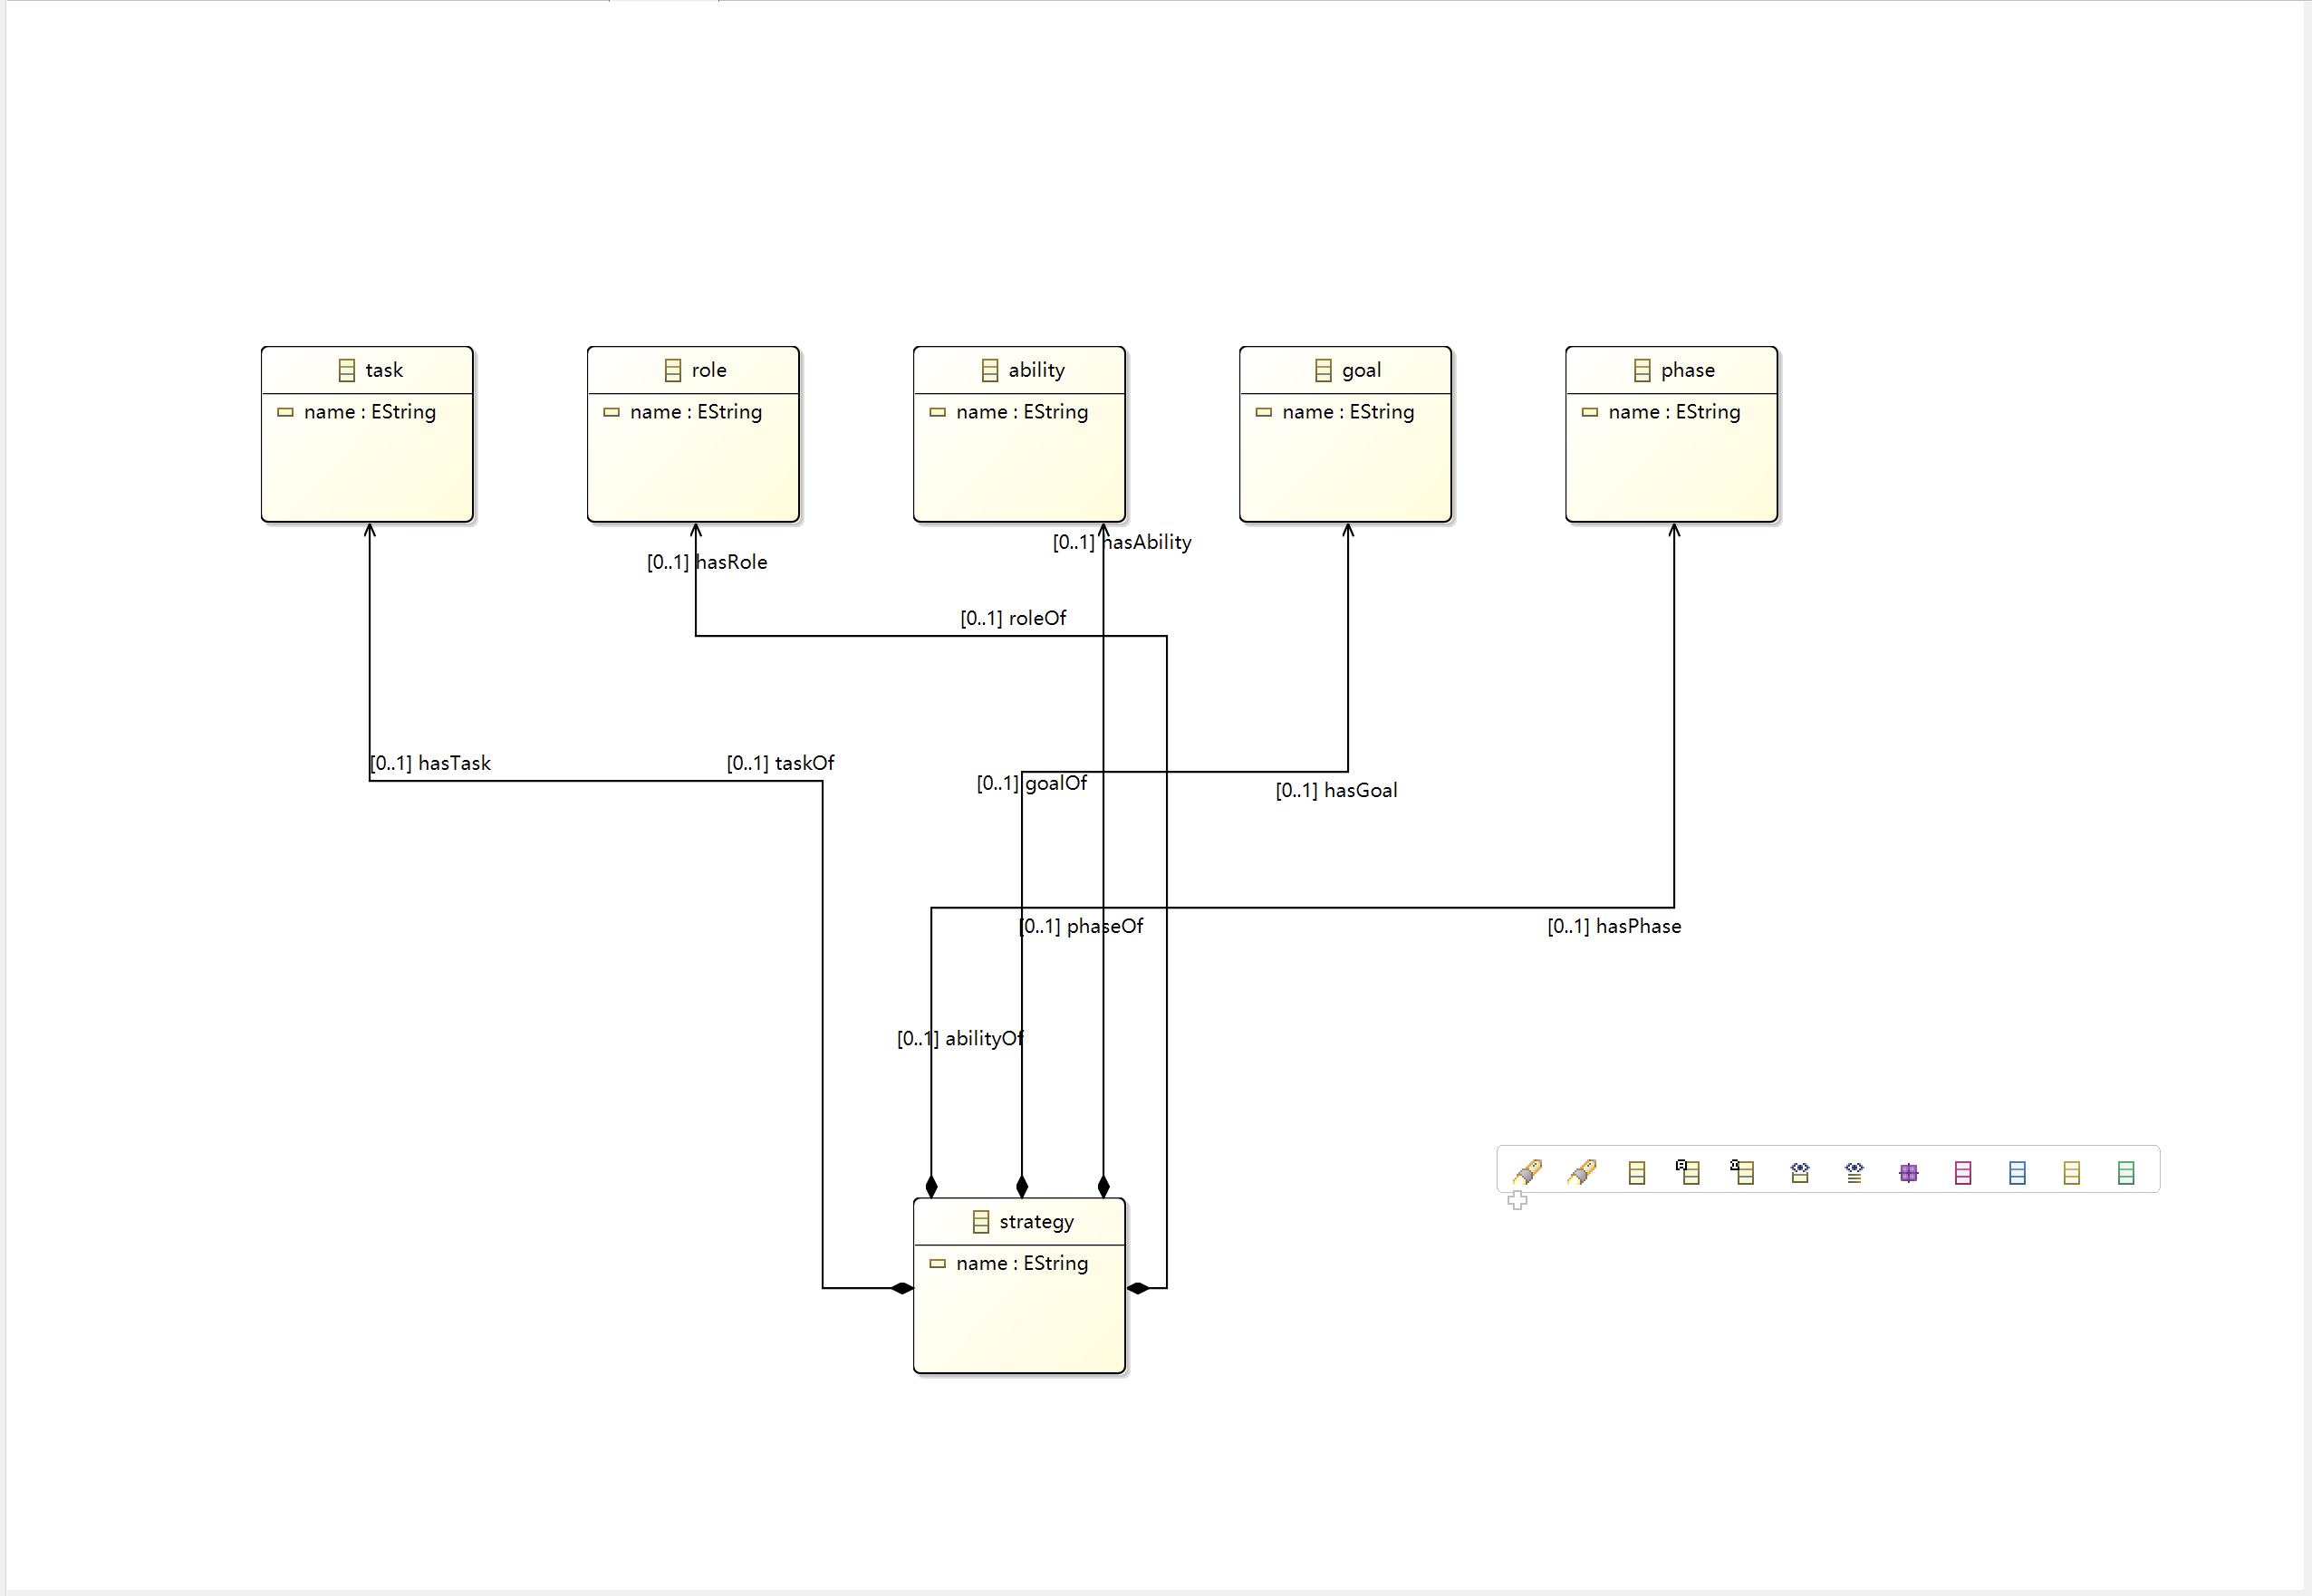 task
name : EString
role
name : EString
ability
name : EString
goal
name : EString
phase
name : EString
[0..1] hasAbility
[0..1] hasRole
[0..1] roleOf
[0..1] hasTask
[0..1] taskOf
[0..1] goalOf
[0..1] hasGoal
[0..1] phaseOf
[0..1] hasPhase
[0..1] abilityOf
strategy
name : EString